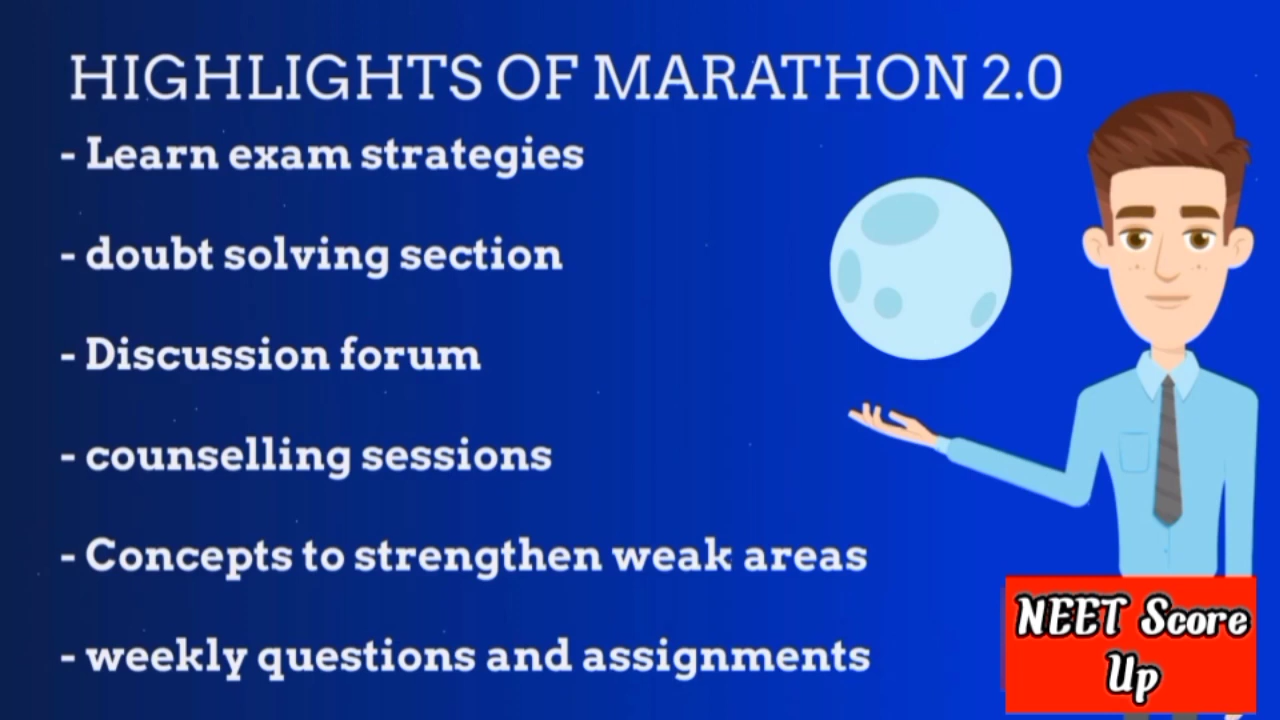 HIGHLIGHTS OF MARATHON 2.0
- Learn exam strategies
- doubt solving section
- Discussion forum
- counselling sessions
- Concepts to strengthen weak areas
- weekly questions and assignments
NEET Score
Up